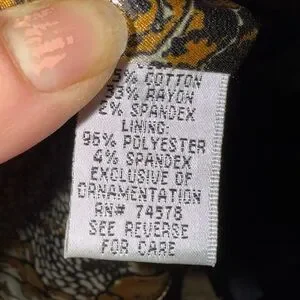 5% COTTON
33% RAYON
2% SPANDEX
LINING:
96% POLYESTER
4% SPANDEX
EXCLUSIVE OF
ORNAMENTATION
RN# 74578
SEE REVERSE
FOR CARE